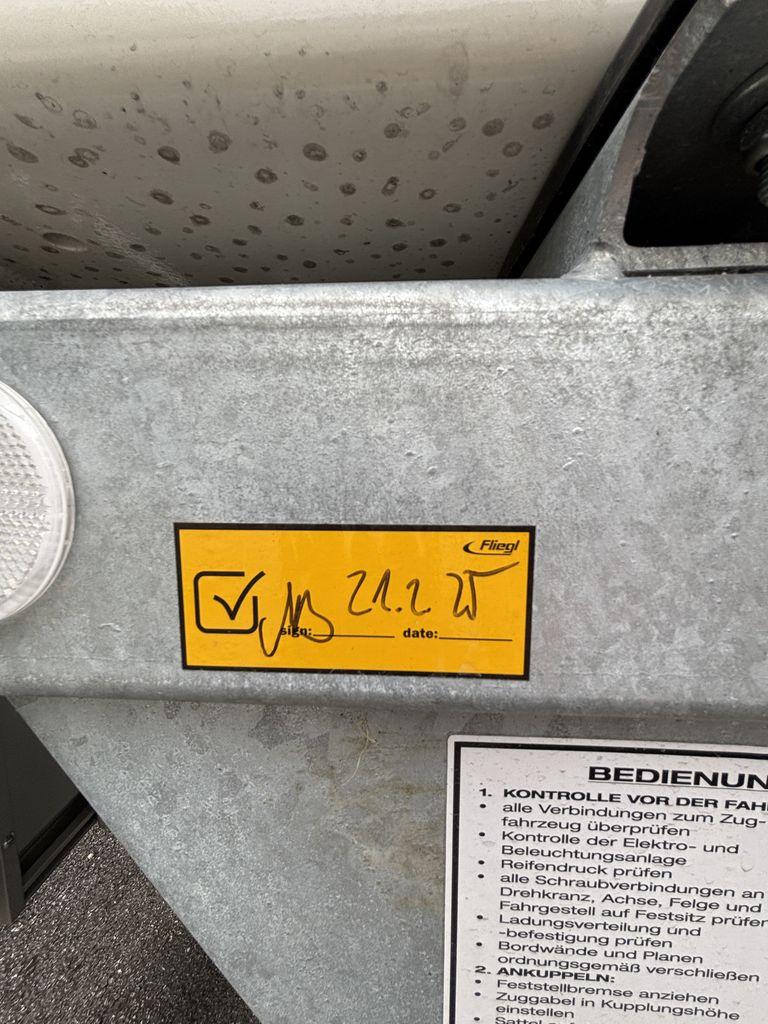 Fliegl
21.2 25
sign: date:
BEDIENUN
1. KONTROLLE VOR DER FAH
• alle Verbindungen zum Zug-
fahrzeug überprüfen
• Kontrolle der Elektro- und
Beleuchtungsanlage
• Reifendruck prüfen
• alle Schraubverbindungen an
Drehkranz, Achse, Felge und
Fahrgestell auf Festsitz prüfen
• Ladungsverteilung und
-befestigung prüfen
• Bordwände und Planen
ordnungsgemäß verschließen
2. ANKUPPELN:
• Feststellbremse anziehen
• Zuggabel in Kupplungshöhe
einstellen